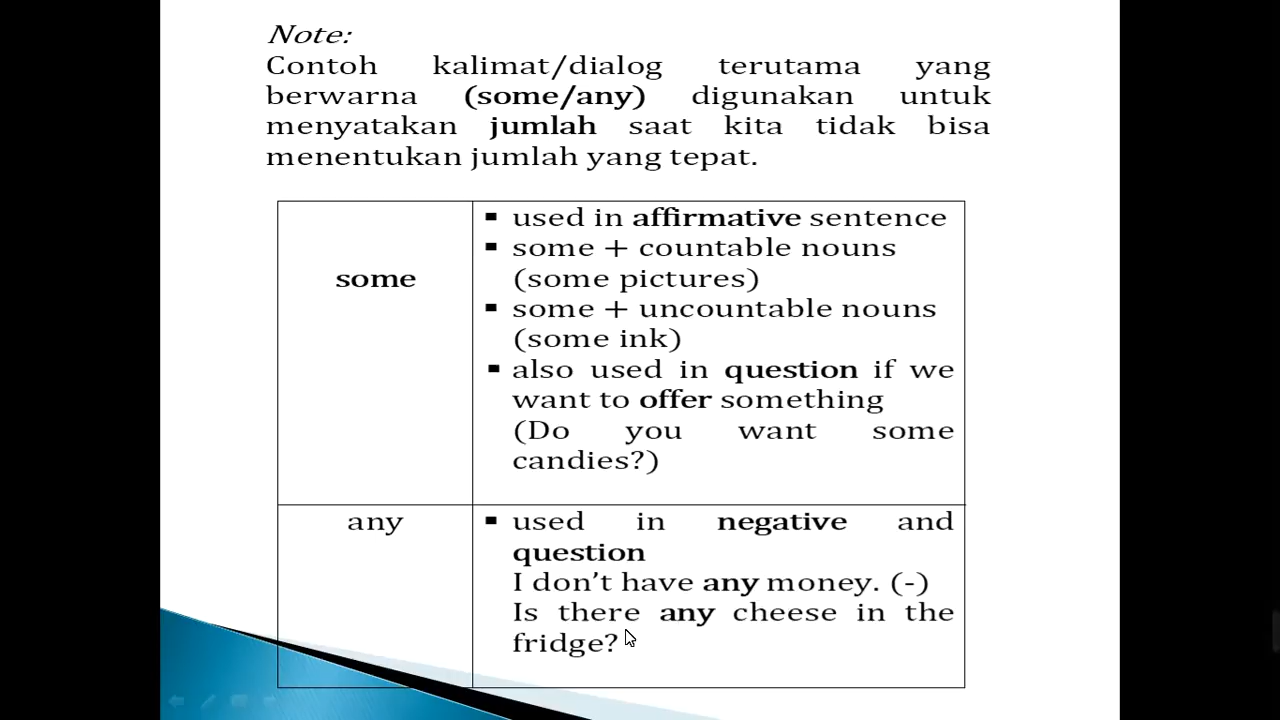 Note:
Contoh kalimat/dialog terutama yang
berwarna (some/any) digunakan untuk
menyatakan jumlah saat kita tidak bisa
menentukan jumlah yang tepat.
some
▪ used in affirmative sentence
▪ some + countable nouns
(some pictures)
▪ some + uncountable nouns
(some ink)
▪ also used in question if we
want to offer something
(Do you want some
candies?)
any
▪ used in negative and
question
I don’t have any money. (-)
Is there any cheese in the
fridge?